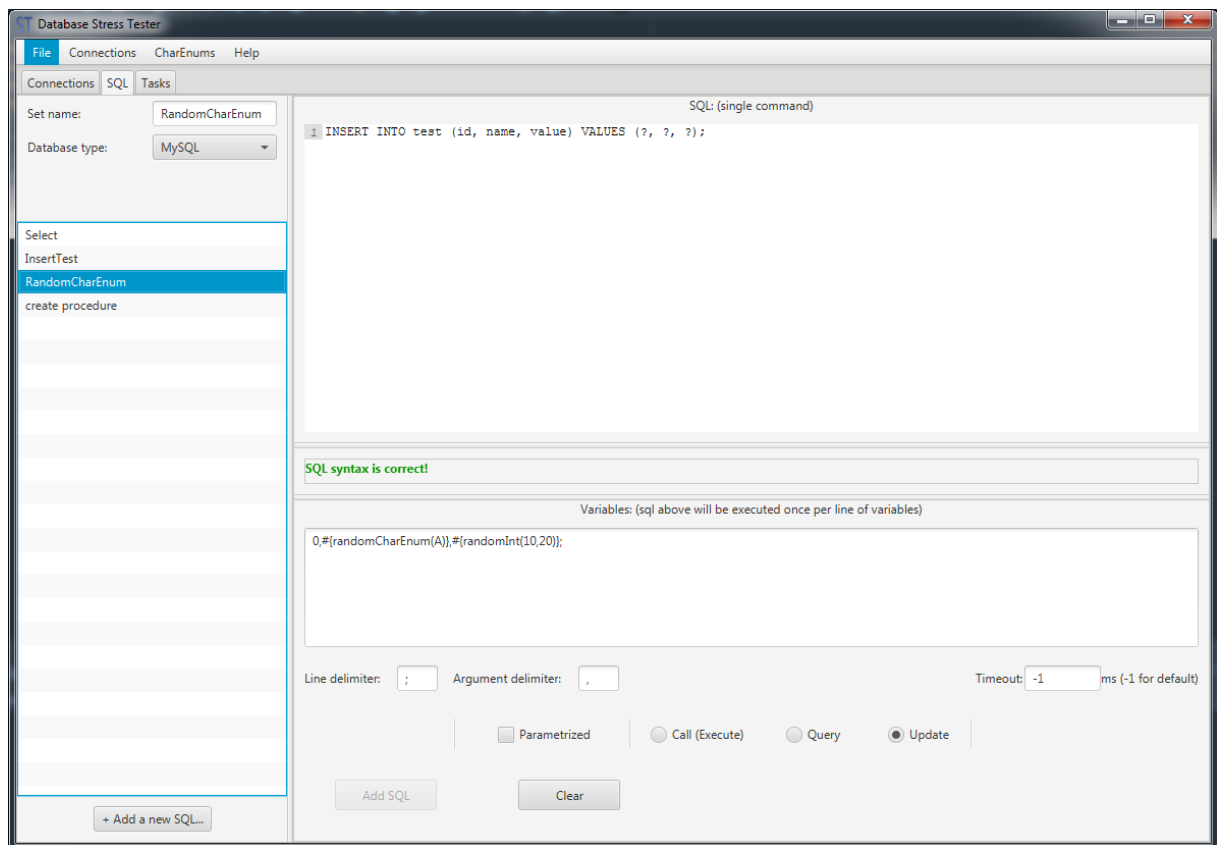 ST Database Stress Tester
File Connections CharEnums Help
Connections SQL Tasks
Set name: RandomCharEnum
Database type: MySQL
Select
InsertTest
RandomCharEnum
create procedure
+ Add a new SQL...
SQL: (single command)
1 INSERT INTO test (id, name, value) VALUES (?, ?, ?);
SQL syntax is correct!
Variables: (sql above will be executed once per line of variables)
0,#{randomCharEnum(A)},#{randomInt(10,20)};
Line delimiter: ; Argument delimiter: , Timeout: -1 ms (-1 for default)
Parametrized Call (Execute) Query Update
Add SQL Clear